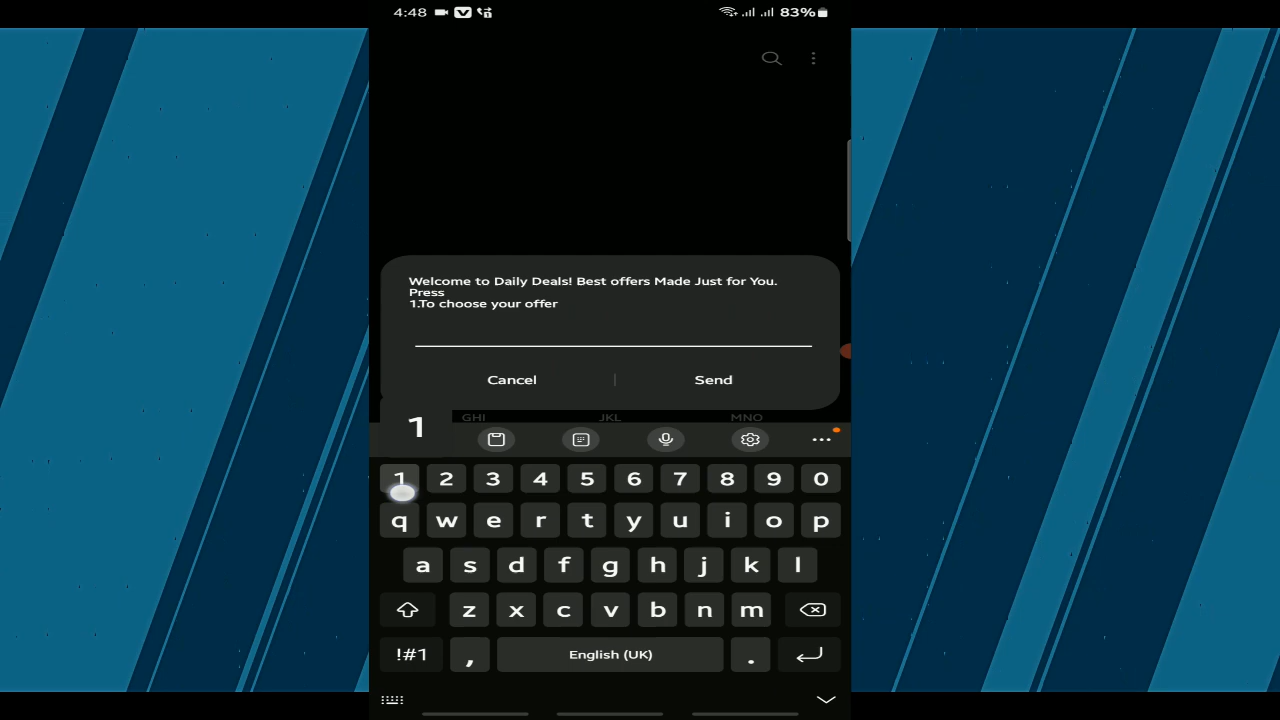 4:48 83%
Welcome to Daily Deals! Best offers Made Just for You.
Press
1.To choose your offer
Cancel Send
GHI JKL MNO
1
1 2 3 4 5 6 7 8 9 0
q w e r t y u i o p
a s d f g h j k l
z x c v b n m
!#1 , English (UK) .